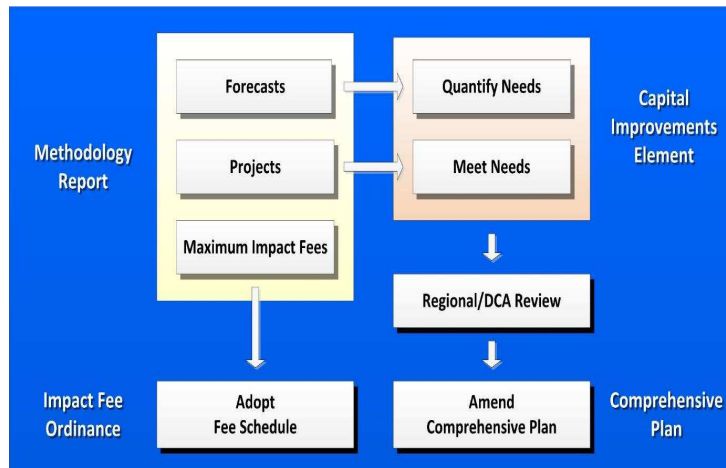 Forecasts
Quantify Needs
Capital
Improvements
Element
Methodology
Report
Projects
Meet Needs
Maximum Impact Fees
Regional/DCA Review
Impact Fee
Ordinance
Adopt
Fee Schedule
Amend
Comprehensive Plan
Comprehensive
Plan